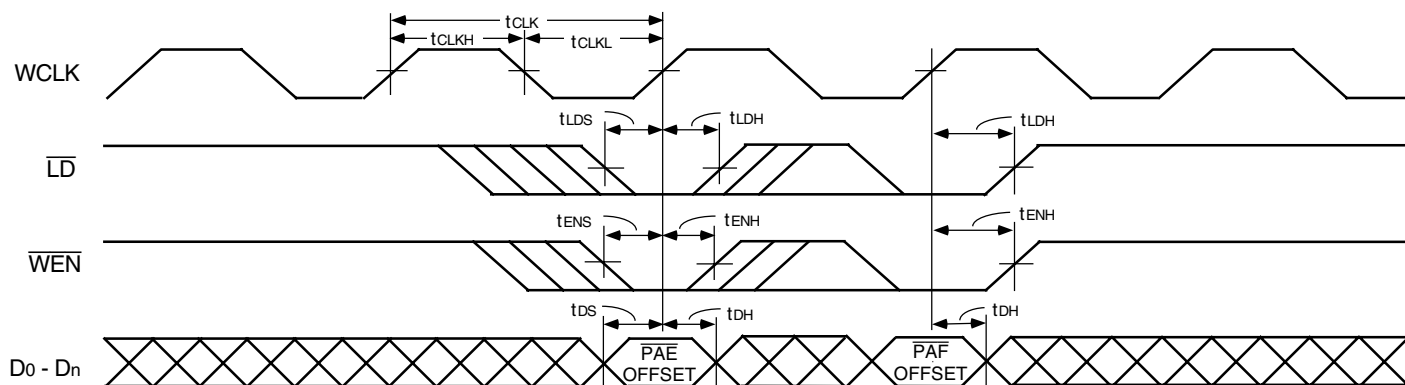 tCLK
tCLKH
tCLKL
WCLK
tLDS
tLDH
tLDH
LD
tENS
tENH
tENH
WEN
tDS
tDH
tDH
D0 - Dn
PAE
OFFSET
PAF
OFFSET